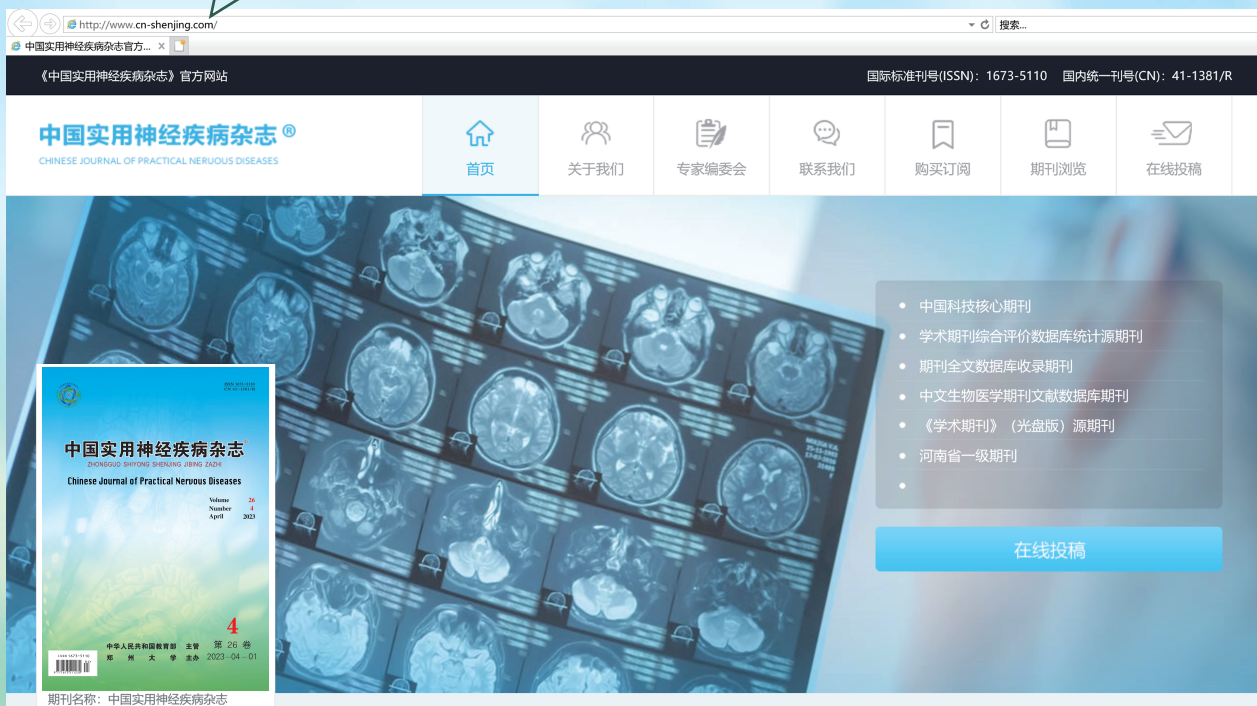 http://www.cn-shenjing.com/
搜索...
中国实用神经疾病杂志官方...
《中国实用神经疾病杂志》官方网站
国际标准刊号(ISSN)：1673-5110 国内统一刊号(CN)：41-1381/R
中国实用神经疾病杂志®
CHINESE JOURNAL OF PRACTICAL NERUOUS DISEASES
首页
关于我们
专家编委会
联系我们
购买订阅
期刊浏览
在线投稿
中国科技核心期刊
学术期刊综合评价数据库统计源期刊
期刊全文数据库收录期刊
中文生物医学期刊文献数据库期刊
《学术期刊》（光盘版）源期刊
河南省一级期刊
在线投稿
ISSN 1673-5110
CN 41-1381/R
中国实用神经疾病杂志®
ZHONGGUO SHIYONG SHENJING JIBING ZAZHI
Chinese Journal of Practical Nervous Diseases
Volume 26
Number 4
April 2023
4
中华人民共和国教育部 主管 第 26 卷
郑州大学 主办 2023-04-01
ISSN 1673-5110
期刊名称：中国实用神经疾病杂志